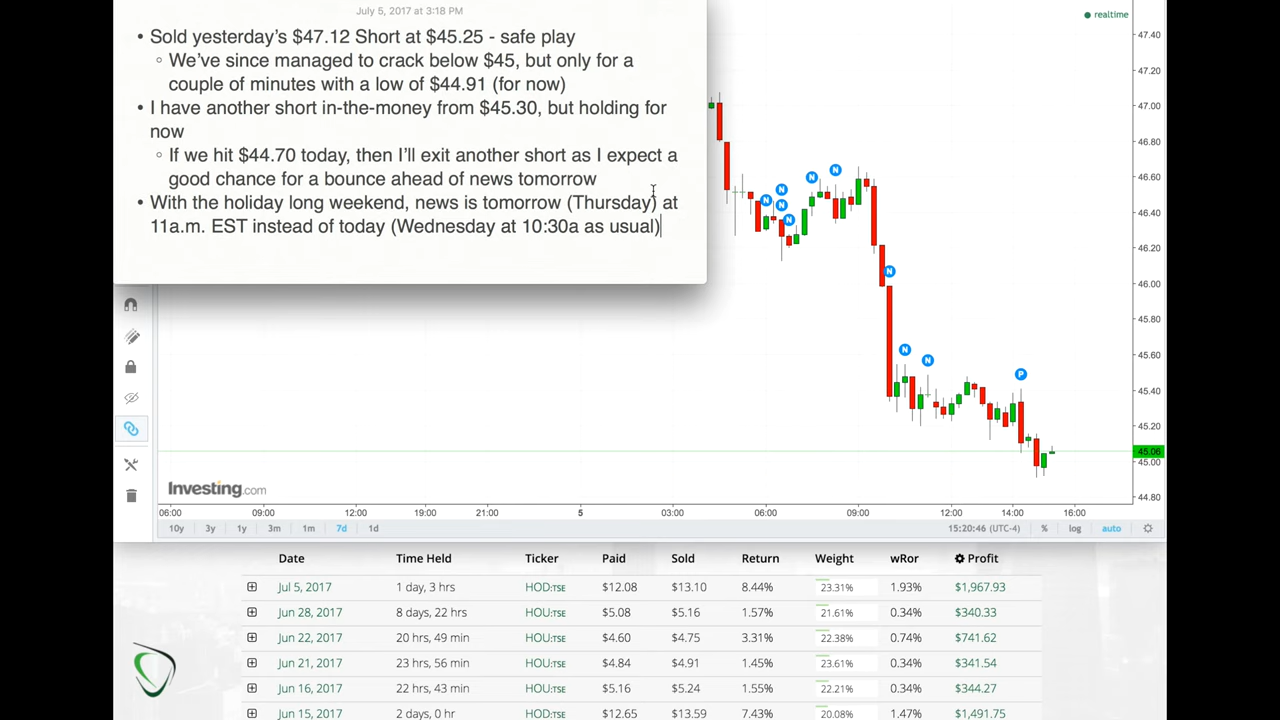 July 5, 2017 at 3:18 PM
• Sold yesterday's $47.12 Short at $45.25 - safe play
◦ We've since managed to crack below $45, but only for a
couple of minutes with a low of $44.91 (for now)
• I have another short in-the-money from $45.30, but holding for
now
◦ If we hit $44.70 today, then I'll exit another short as I expect a
good chance for a bounce ahead of news tomorrow
• With the holiday long weekend, news is tomorrow (Thursday) at
11a.m. EST instead of today (Wednesday at 10:30a as usual)
realtime
47.40
47.20
47.00
46.80
46.60
46.40
46.20
46.00
45.80
45.60
45.40
45.20
45.06
45.00
44.80
N
N
N
N
N
N
N
N
N
P
Investing.com
06:00 09:00 12:00 19:00 21:00 5 03:00 06:00 09:00 12:00 16:00
10y 3y 1y 3m 1m 7d 1d 15:20:46 (UTC-4) % log auto
Date Time Held Ticker Paid Sold Return Weight wRor Profit
Jul 5, 2017 1 day, 3 hrs HOD:TSE $12.08 $13.10 8.44% 23.31% 1.93% $1,967.93
Jun 28, 2017 8 days, 22 hrs HOU:TSE $5.08 $5.16 1.57% 21.61% 0.34% $340.33
Jun 22, 2017 20 hrs, 49 min HOU:TSE $4.60 $4.75 3.31% 22.38% 0.74% $741.62
Jun 21, 2017 23 hrs, 56 min HOU:TSE $4.84 $4.91 1.45% 23.61% 0.34% $341.54
Jun 16, 2017 22 hrs, 43 min HOU:TSE $5.16 $5.24 1.55% 22.21% 0.34% $344.27
Jun 15, 2017 2 days, 0 hr HOD:TSE $12.65 $13.59 7.43% 20.08% 1.47% $1,491.75